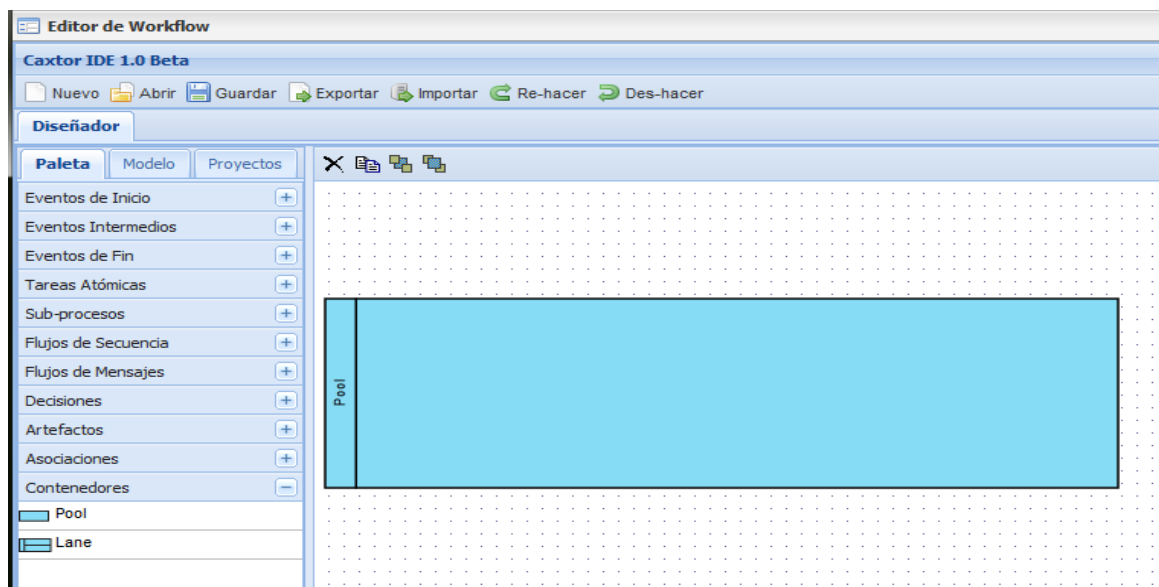 Editor de Workflow
Caxtor IDE 1.0 Beta
Nuevo Abrir Guardar Exportar Importar Re-hacer Des-hacer
Diseñador
Paleta Modelo Proyectos
Eventos de Inicio
Eventos Intermedios
Eventos de Fin
Tareas Atómicas
Sub-procesos
Flujos de Secuencia
Flujos de Mensajes
Decisiones
Artefactos
Asociaciones
Contenedores
Pool
Lane
Pool